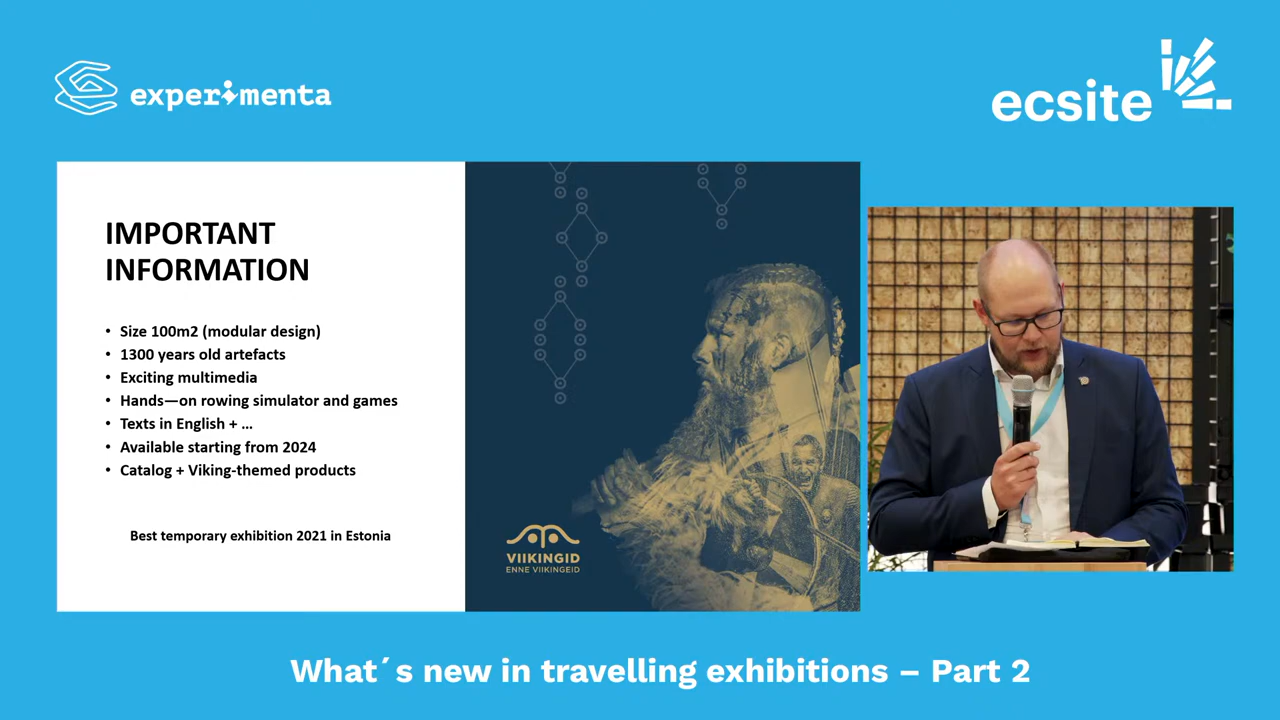 experimenta
ecsite
IMPORTANT
INFORMATION
• Size 100m2 (modular design)
• 1300 years old artefacts
• Exciting multimedia
• Hands—on rowing simulator and games
• Texts in English + ...
• Available starting from 2024
• Catalog + Viking-themed products
Best temporary exhibition 2021 in Estonia
VIIKINGID
ENNE VIIKINGEID
What´s new in travelling exhibitions – Part 2